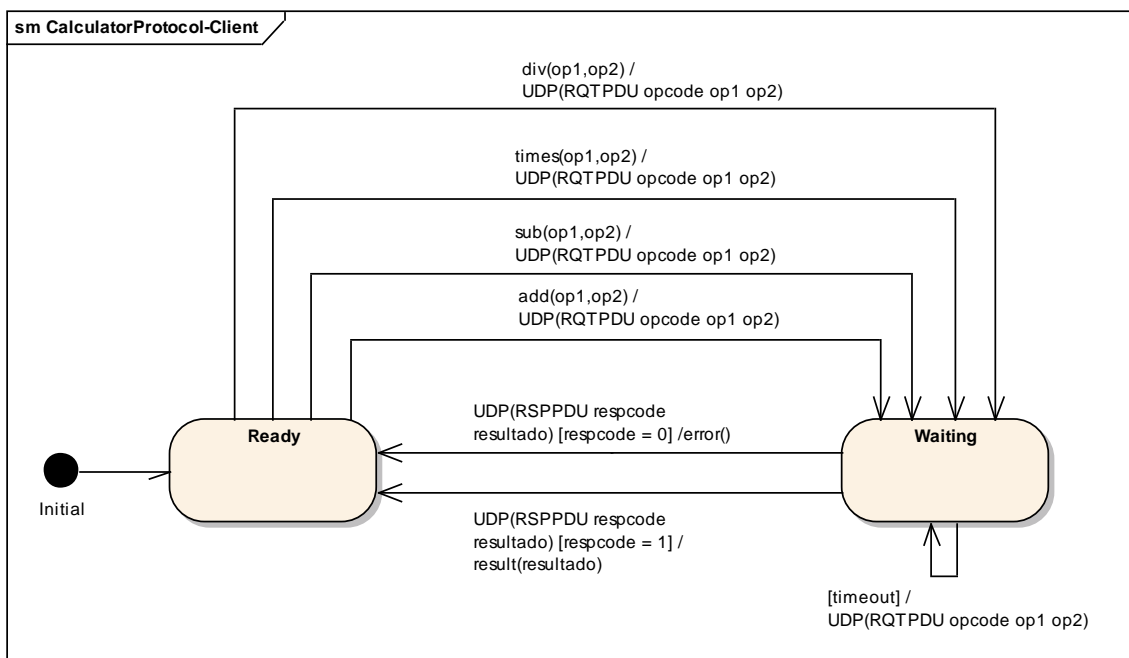 sm CalculatorProtocol-Client
div(op1,op2) /
UDP(RQTPDU opcode op1 op2)
times(op1,op2) /
UDP(RQTPDU opcode op1 op2)
sub(op1,op2) /
UDP(RQTPDU opcode op1 op2)
add(op1,op2) /
UDP(RQTPDU opcode op1 op2)
UDP(RSPPDU respcode
resultado) [respcode = 0] /error()
Ready
Waiting
Initial
UDP(RSPPDU respcode
resultado) [respcode = 1] /
result(resultado)
[timeout] /
UDP(RQTPDU opcode op1 op2)